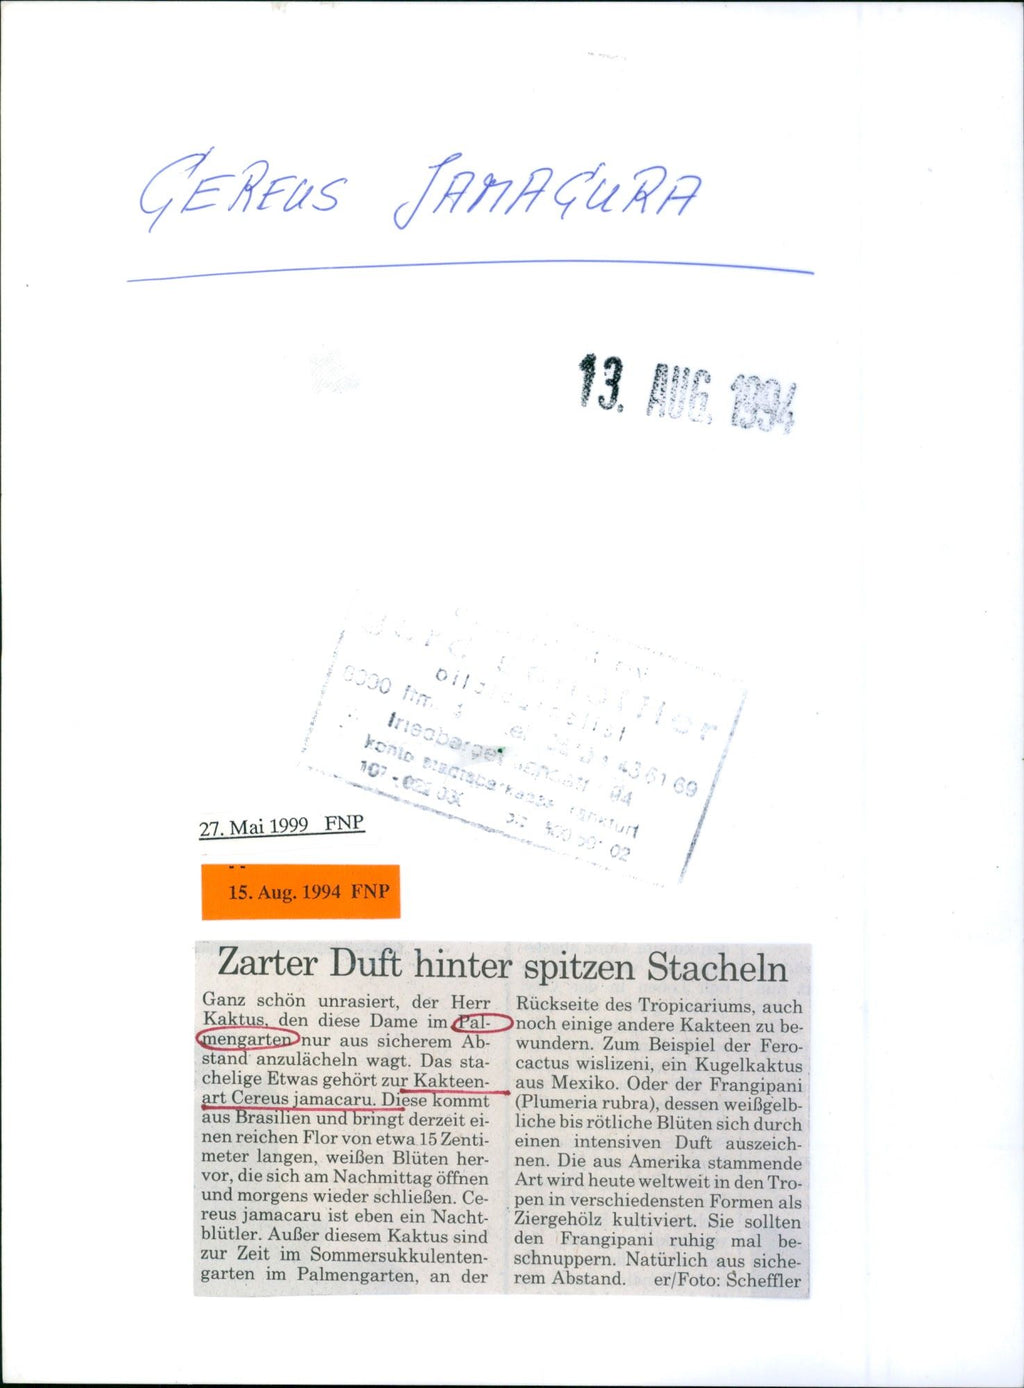 CEREUS JAMACURA
13. AUG. 1994
43 61 69
02
27. Mai 1999 FNP
15. Aug. 1994 FNP
Zarter Duft hinter spitzen Stacheln
Ganz schön unrasiert, der Herr
Kaktus, den diese Dame im Pal-
mengarten nur aus sicherem Ab-
stand anzulächeln wagt. Das sta-
chelige Etwas gehört zur Kakteen-
art Cereus jamacaru. Diese kommt
aus Brasilien und bringt derzeit ei-
nen reichen Flor von etwa 15 Zenti-
meter langen, weißen Blüten her-
vor, die sich am Nachmittag öffnen
und morgens wieder schließen. Ce-
reus jamacaru ist eben ein Nacht-
blütler. Außer diesem Kaktus sind
zur Zeit im Sommersukkulenten-
garten im Palmengarten, an der
Rückseite des Tropicariums, auch
noch einige andere Kakteen zu be-
wundern. Zum Beispiel der Fero-
cactus wislizeni, ein Kugelkaktus
aus Mexiko. Oder der Frangipani
(Plumeria rubra), dessen weißgelb-
liche bis rötliche Blüten sich durch
einen intensiven Duft auszeich-
nen. Die aus Amerika stammende
Art wird heute weltweit in den Tro-
pen in verschiedensten Formen als
Ziergehölz kultiviert. Sie sollten
den Frangipani ruhig mal be-
schnuppern. Natürlich aus siche-
rem Abstand. er/Foto: Scheffler